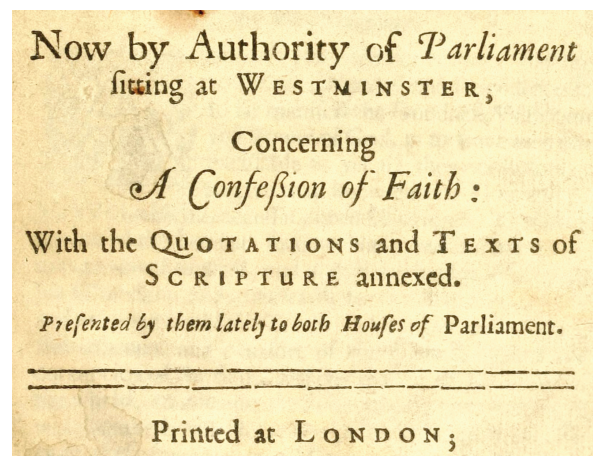 Now by Authority of Parliament
ſitting at WESTMINSTER,
Concerning
A Confeßion of Faith:
With the QUOTATIONS and TEXTS of
SCRIPTURE annexed.
Preſented by them lately to both Houſes of Parliament.
Printed at LONDON;